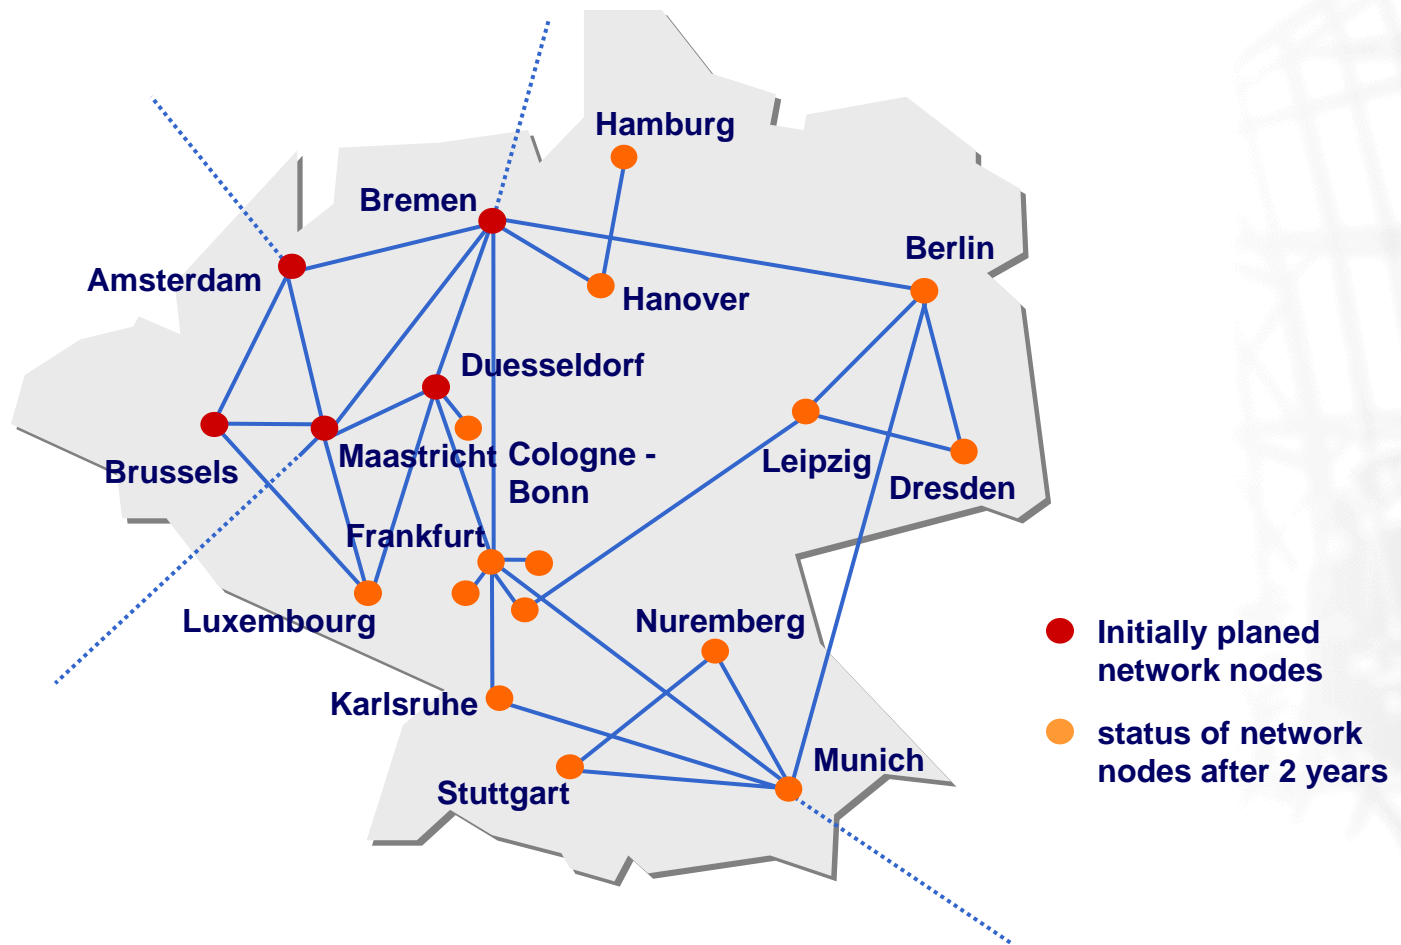 Hamburg
Bremen
Berlin
Amsterdam
Hanover
Duesseldorf
Maastricht
Cologne -
Bonn
Brussels
Leipzig
Dresden
Frankfurt
Luxembourg
Nuremberg
Initially planed
network nodes
Karlsruhe
status of network
nodes after 2 years
Munich
Stuttgart